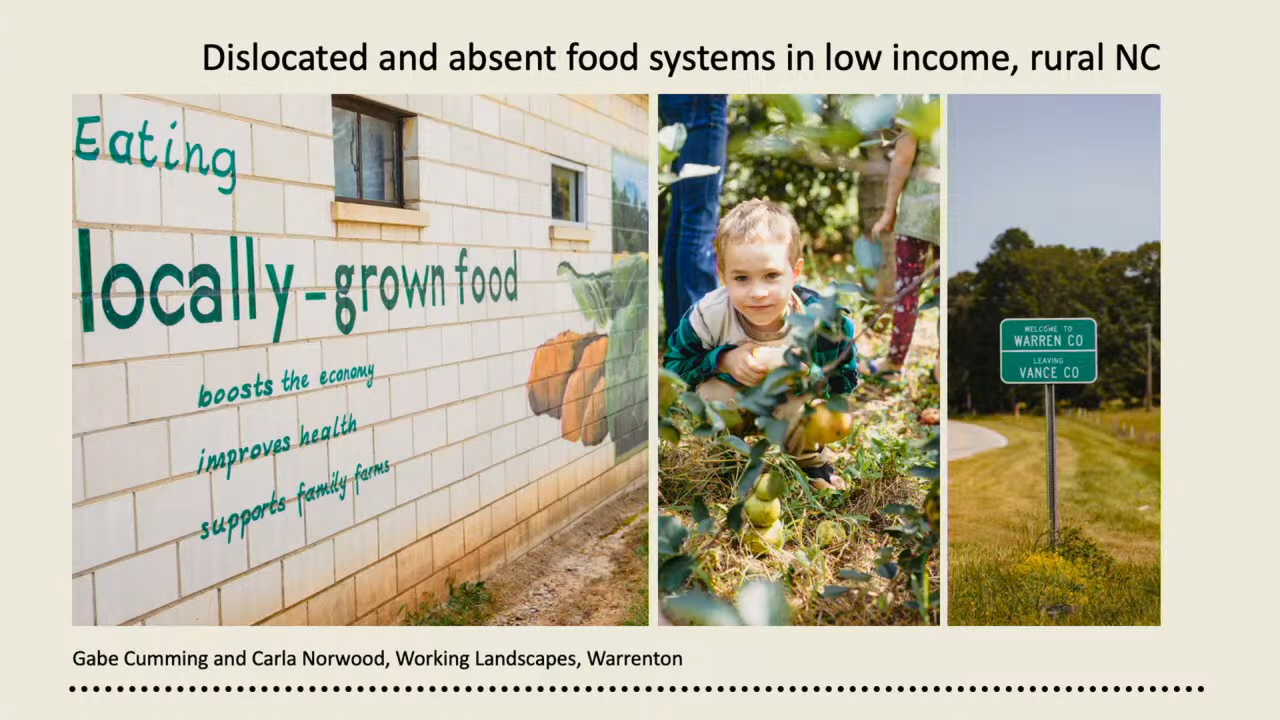 Dislocated and absent food systems in low income, rural NC
Eating
locally-grown food
boosts the economy
improves health
supports family farms
WELCOME TO
WARREN CO
LEAVING
VANCE CO
Gabe Cumming and Carla Norwood, Working Landscapes, Warrenton